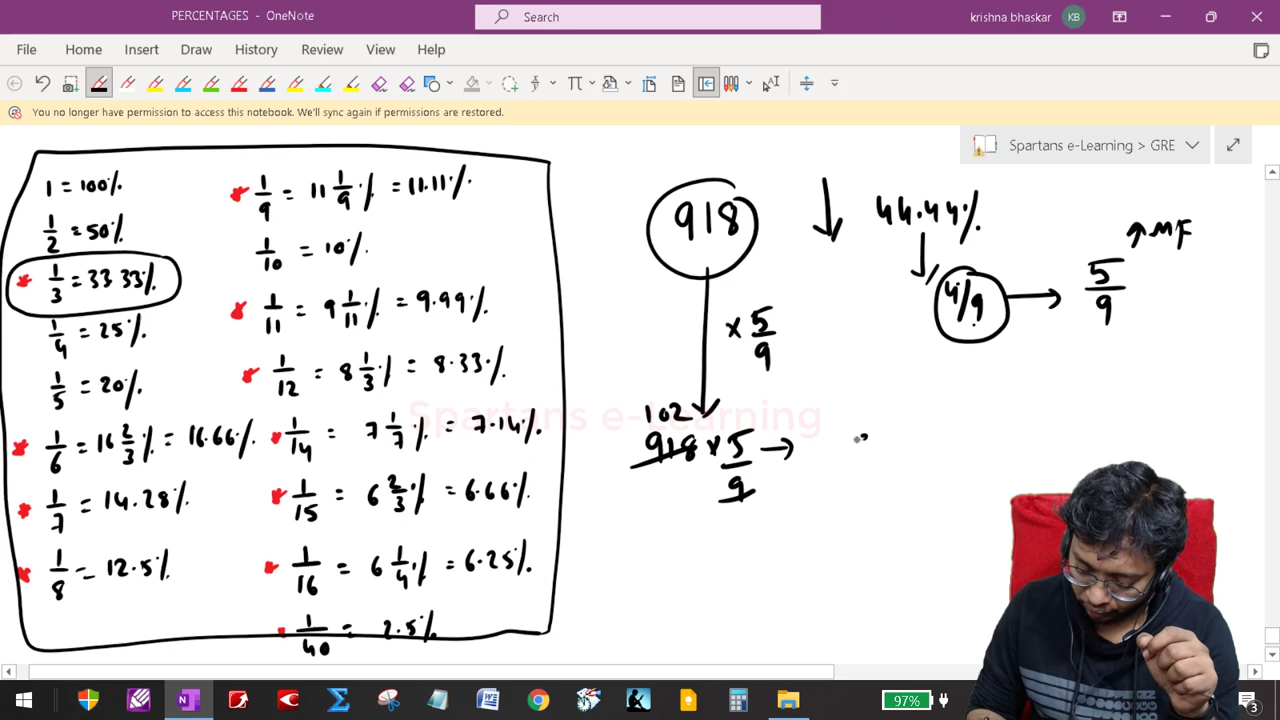 PERCENTAGES - OneNote
Search
krishna bhaskar
KB
File Home Insert Draw History Review View Help
You no longer have permission to access this notebook. We'll sync again if permissions are restored.
Spartans e-Learning > GRE
1 = 100%
1/2 = 50%
* 1/3 = 33.33%
1/4 = 25%
1/5 = 20%
* 1/6 = 16 2/3% = 16.66%
* 1/7 = 14.28%
* 1/8 = 12.5%
* 1/9 = 11 1/9% = 11.11%
1/10 = 10%
* 1/11 = 9 1/11% = 9.99%
* 1/12 = 8 1/3% = 8.33%
* 1/14 = 7 1/7% = 7.14%
* 1/15 = 6 2/3% = 6.66%
* 1/16 = 6 1/4% = 6.25%
1/40 = 2.5%
918 ↓ 44.44%
↑ MF
4/9 → 5/9
× 5/9
102
918 × 5/9 →
Spartans e-Learning
97%
3